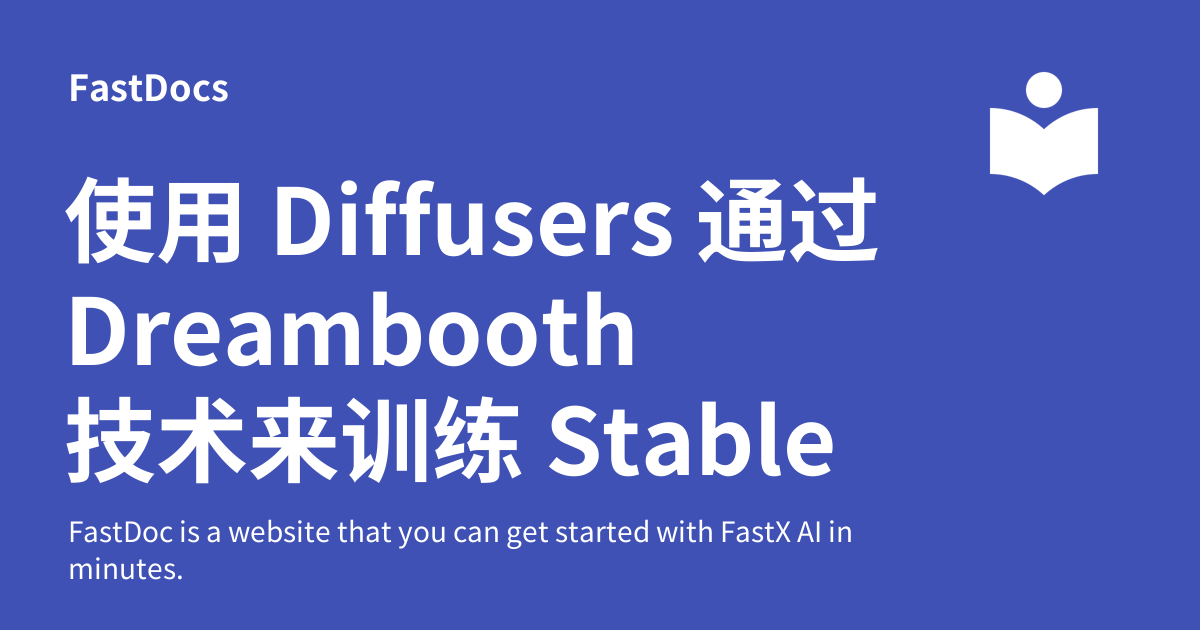 FastDocs
使用 Diffusers 通过
Dreambooth
技术来训练 Stable
FastDoc is a website that you can get started with FastX AI in
minutes.